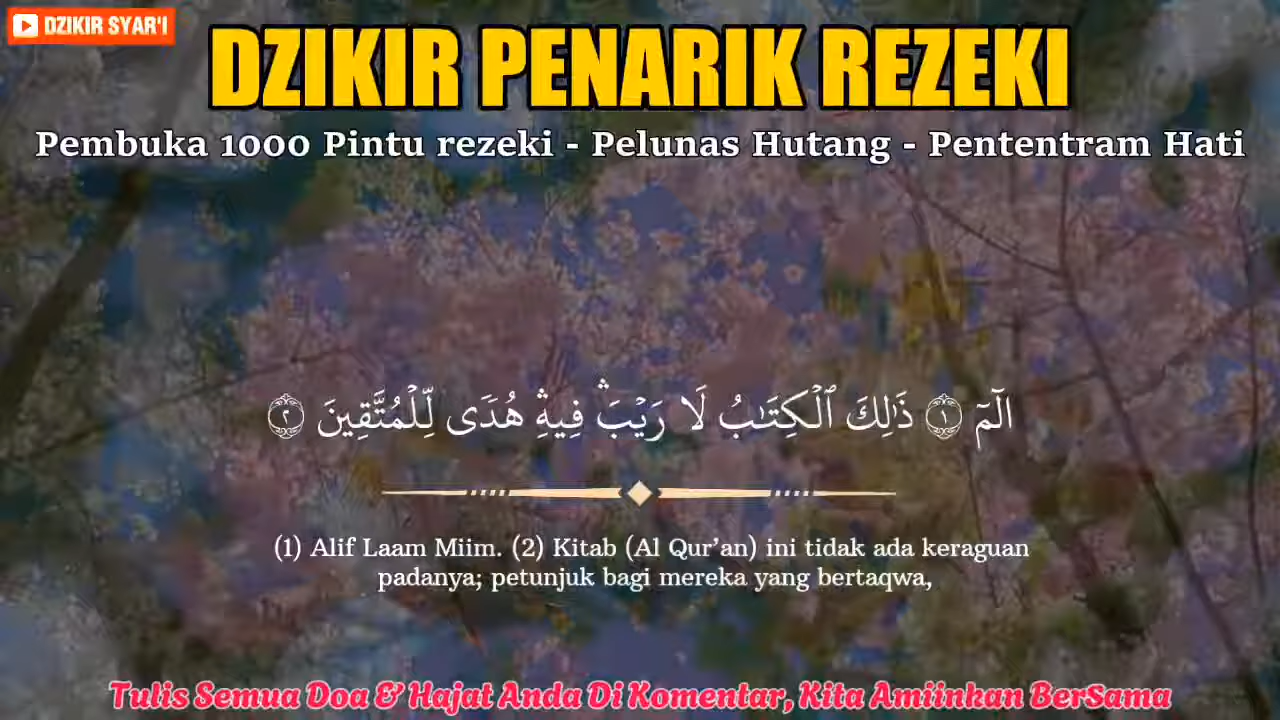 DZIKIR SYAR'I
DZIKIR PENARIK REZEKI
Pembuka 1000 Pintu rezeki - Pelunas Hutang - Pententram Hati
الٓمٓ ١ ذَٰلِكَ ٱلْكِتَٰبُ لَا رَيْبَ ۛ فِيهِ ۛ هُدًى لِّلْمُتَّقِينَ ٢
(1) Alif Laam Miim. (2) Kitab (Al Qur’an) ini tidak ada keraguan
padanya; petunjuk bagi mereka yang bertaqwa,
Tulis Semua Doa & Hajat Anda Di Komentar, Kita Amiinkan BerSama